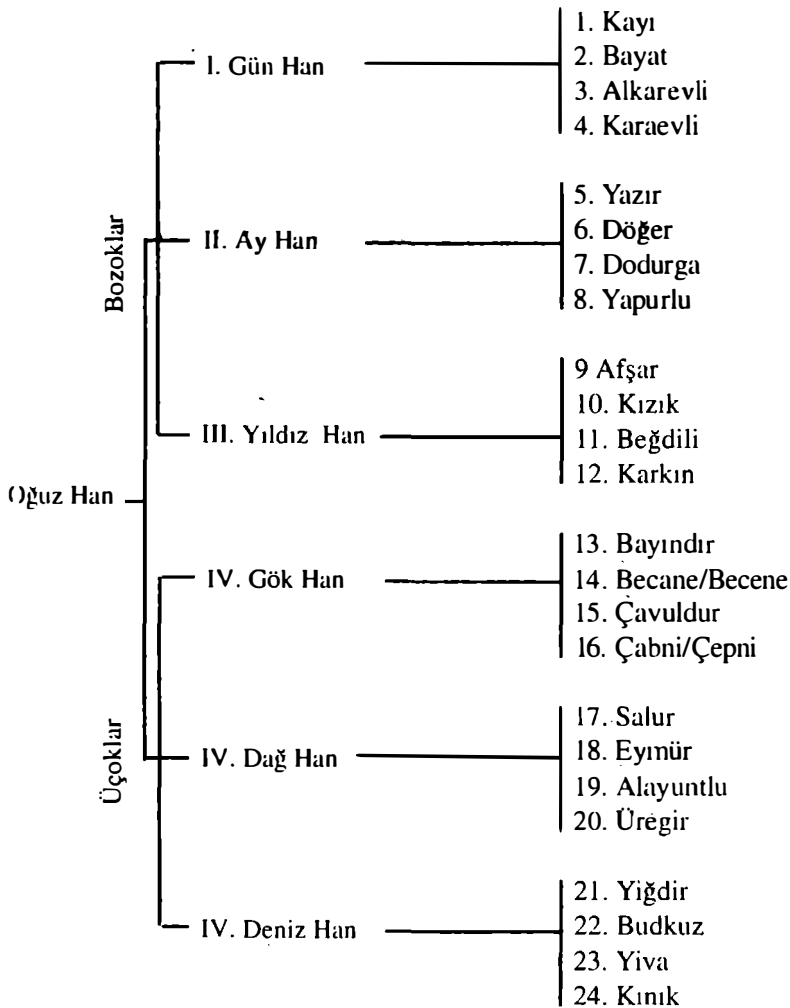 Oğuz Han
Bozoklar
I. Gün Han
1. Kayı
2. Bayat
3. Alkarevli
4. Karaevli
II. Ay Han
5. Yazır
6. Döğer
7. Dodurga
8. Yapurlu
III. Yıldız Han
9 Afşar
10. Kızık
11. Beğdili
12. Karkın
Üçoklar
IV. Gök Han
13. Bayındır
14. Becane/Becene
15. Çavuldur
16. Çabni/Çepni
IV. Dağ Han
17. Salur
18. Eymür
19. Alayuntlu
20. Üregir
IV. Deniz Han
21. Yiğdir
22. Budkuz
23. Yiva
24. Kınık